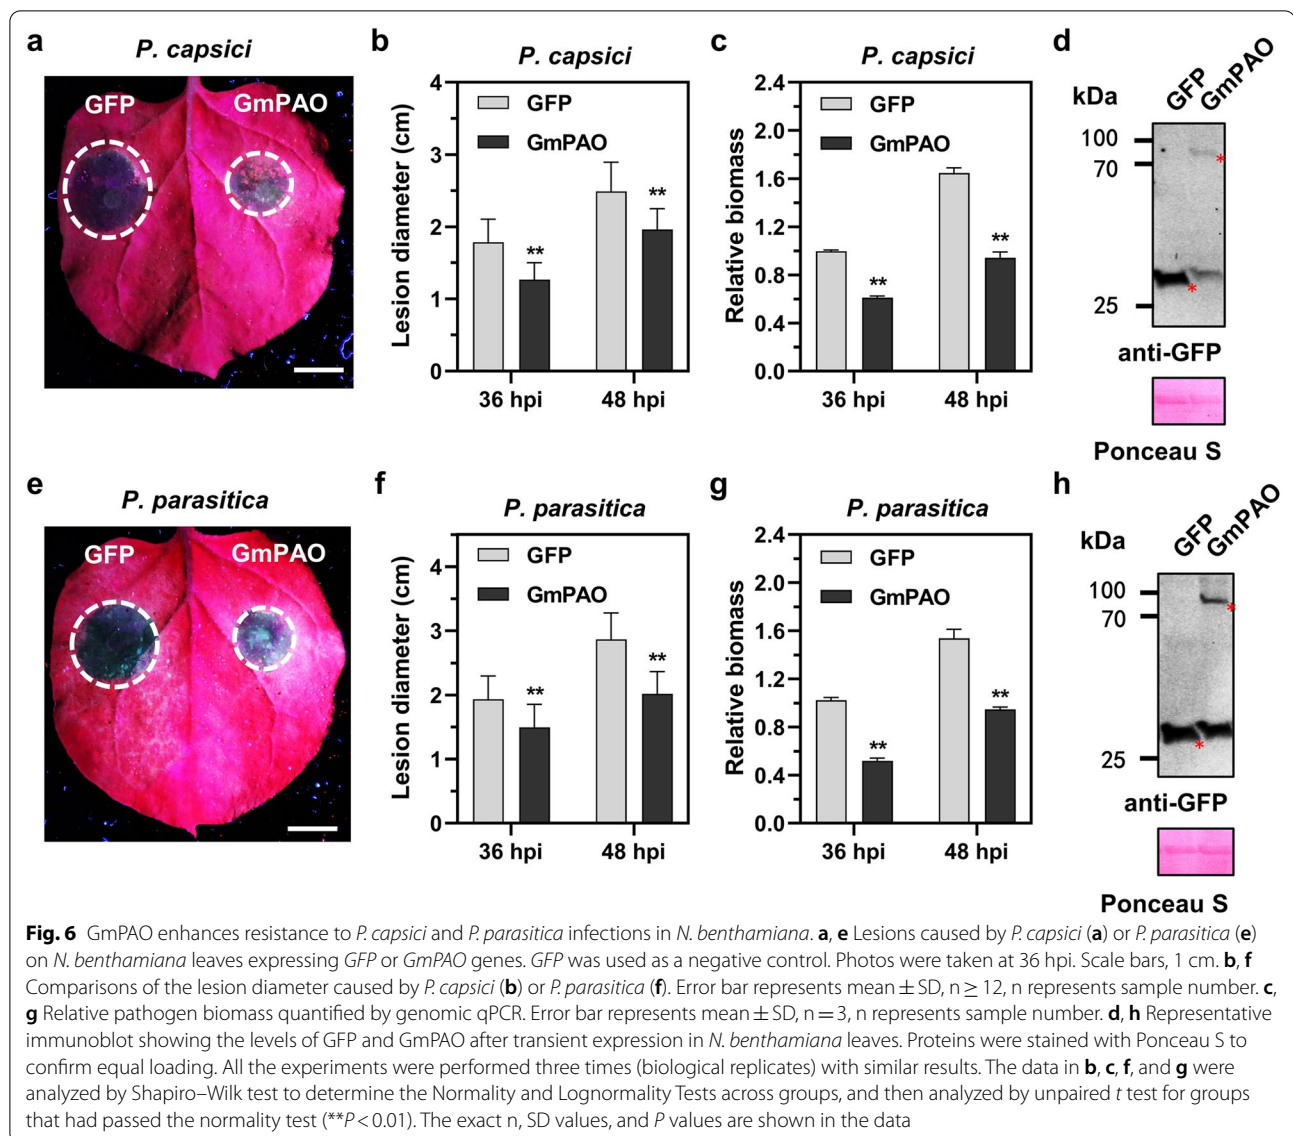 a
P. capsici
GFP
GmPAO
b
P. capsici
GFP
GmPAO
Lesion diameter (cm)
4
3
2
1
0
**
**
36 hpi
48 hpi
c
P. capsici
GFP
GmPAO
Relative biomass
2.4
2.0
1.6
1.2
0.8
0.4
0.0
**
**
36 hpi
48 hpi
d
GFP
GmPAO
kDa
100
70
25
*
*
anti-GFP
Ponceau S
e
P. parasitica
GFP
GmPAO
f
P. parasitica
GFP
GmPAO
Lesion diameter (cm)
4
3
2
1
0
**
**
36 hpi
48 hpi
g
P. parasitica
GFP
GmPAO
Relative biomass
2.4
2.0
1.6
1.2
0.8
0.4
0.0
**
**
36 hpi
48 hpi
h
GFP
GmPAO
kDa
100
70
25
*
*
anti-GFP
Ponceau S
Fig. 6 GmPAO enhances resistance to P. capsici and P. parasitica infections in N. benthamiana. a, e Lesions caused by P. capsici (a) or P. parasitica (e)
on N. benthamiana leaves expressing GFP or GmPAO genes. GFP was used as a negative control. Photos were taken at 36 hpi. Scale bars, 1 cm. b, f
Comparisons of the lesion diameter caused by P. capsici (b) or P. parasitica (f). Error bar represents mean ± SD, n ≥ 12, n represents sample number. c,
g Relative pathogen biomass quantified by genomic qPCR. Error bar represents mean ± SD, n = 3, n represents sample number. d, h Representative
immunoblot showing the levels of GFP and GmPAO after transient expression in N. benthamiana leaves. Proteins were stained with Ponceau S to
confirm equal loading. All the experiments were performed three times (biological replicates) with similar results. The data in b, c, f, and g were
analyzed by Shapiro–Wilk test to determine the Normality and Lognormality Tests across groups, and then analyzed by unpaired t test for groups
that had passed the normality test (**P < 0.01). The exact n, SD values, and P values are shown in the data